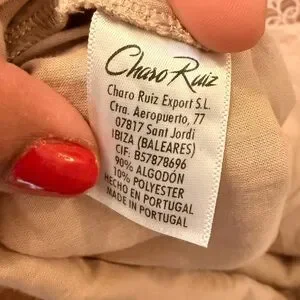 Charo Ruiz
Charo Ruiz Export S.L.
Ctra. Aeropuerto, 77
07817 Sant Jordi
IBIZA (BALEARES)
CIF: B57878696
90% ALGODÓN
10% POLYESTER
HECHO EN PORTUGAL
MADE IN PORTUGAL